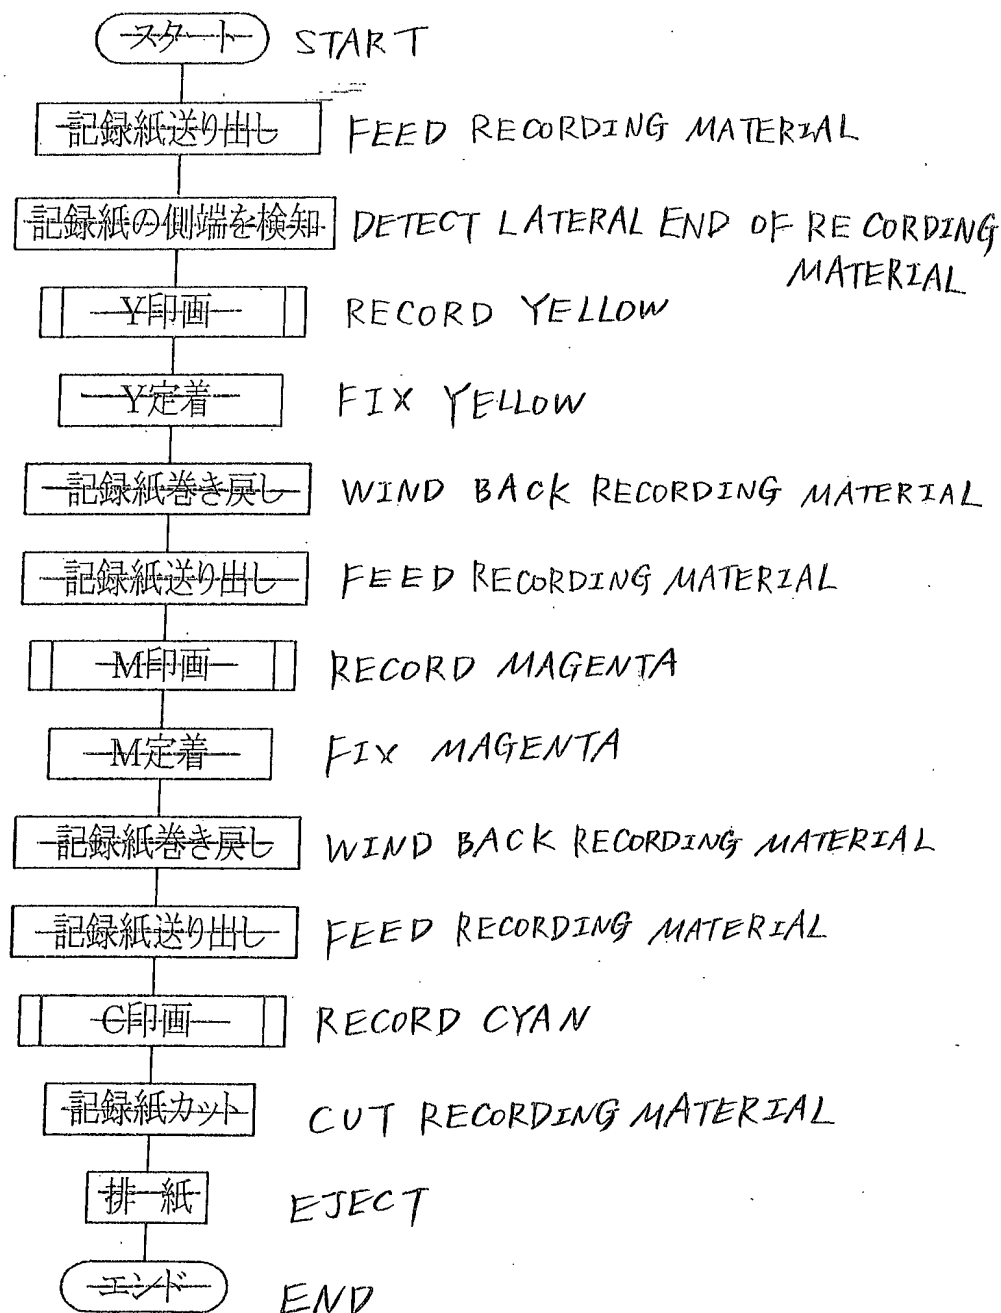 スタート START
記録紙送り出し FEED RECORDING MATERIAL
記録紙の側端を検知 DETECT LATERAL END OF RECORDING
MATERIAL
Y印画 RECORD YELLOW
Y定着 FIX YELLOW
記録紙巻き戻し WIND BACK RECORDING MATERIAL
記録紙送り出し FEED RECORDING MATERIAL
M印画 RECORD MAGENTA
M定着 FIX MAGENTA
記録紙巻き戻し WIND BACK RECORDING MATERIAL
記録紙送り出し FEED RECORDING MATERIAL
C印画 RECORD CYAN
記録紙カット CUT RECORDING MATERIAL
排紙 EJECT
エンド END